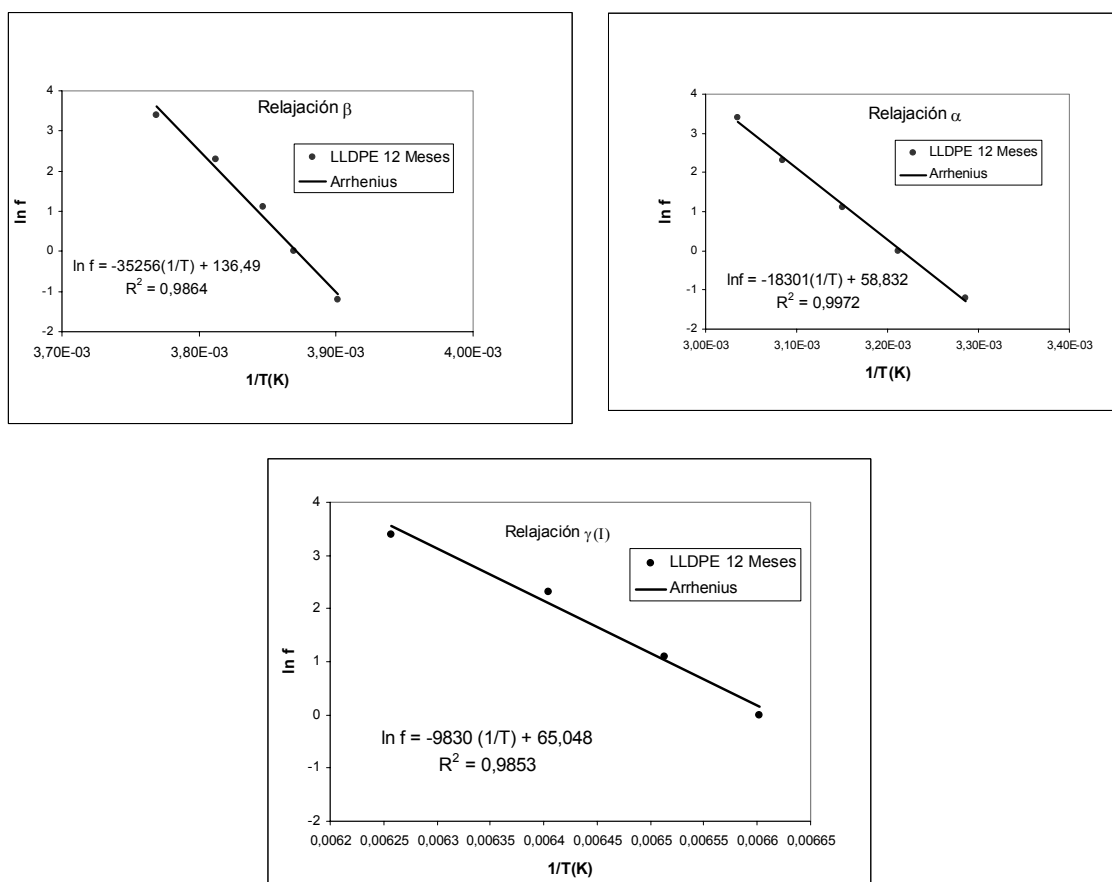 Relajación β
LLDPE 12 Meses
Arrhenius
ln f = -35256(1/T) + 136,49
R² = 0,9864
-2
-1
0
1
2
3
4
3,70E-03 3,80E-03 3,90E-03 4,00E-03
1/T(K)
ln f
Relajación α
LLDPE 12 Meses
Arrhenius
lnf = -18301(1/T) + 58,832
R² = 0,9972
-2
-1
0
1
2
3
4
3,00E-03 3,10E-03 3,20E-03 3,30E-03 3,40E-03
1/T(K)
ln f
Relajación γ(I)
LLDPE 12 Meses
Arrhenius
ln f = -9830 (1/T) + 65,048
R² = 0,9853
-2
-1
0
1
2
3
4
0,0062 0,00625 0,0063 0,00635 0,0064 0,00645 0,0065 0,00655 0,0066 0,00665
1/T(K)
ln f